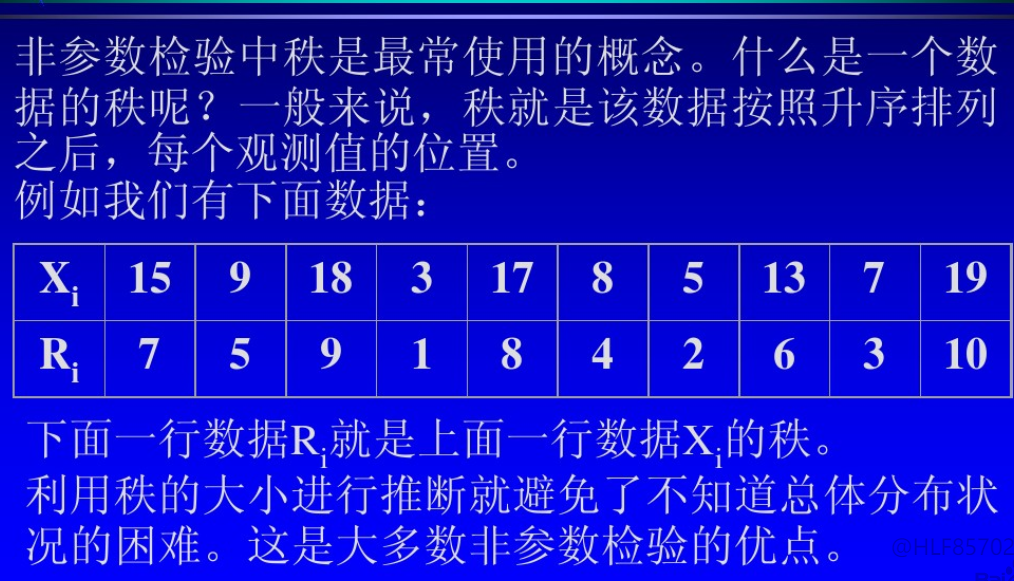 非参数检验中秩是最常使用的概念。什么是一个数
据的秩呢？一般来说，秩就是该数据按照升序排列
之后，每个观测值的位置。
例如我们有下面数据：
Xi 15 9 18 3 17 8 5 13 7 19
Ri 7 5 9 1 8 4 2 6 3 10
下面一行数据Ri就是上面一行数据Xi的秩。
利用秩的大小进行推断就避免了不知道总体分布状
况的困难。这是大多数非参数检验的优点。